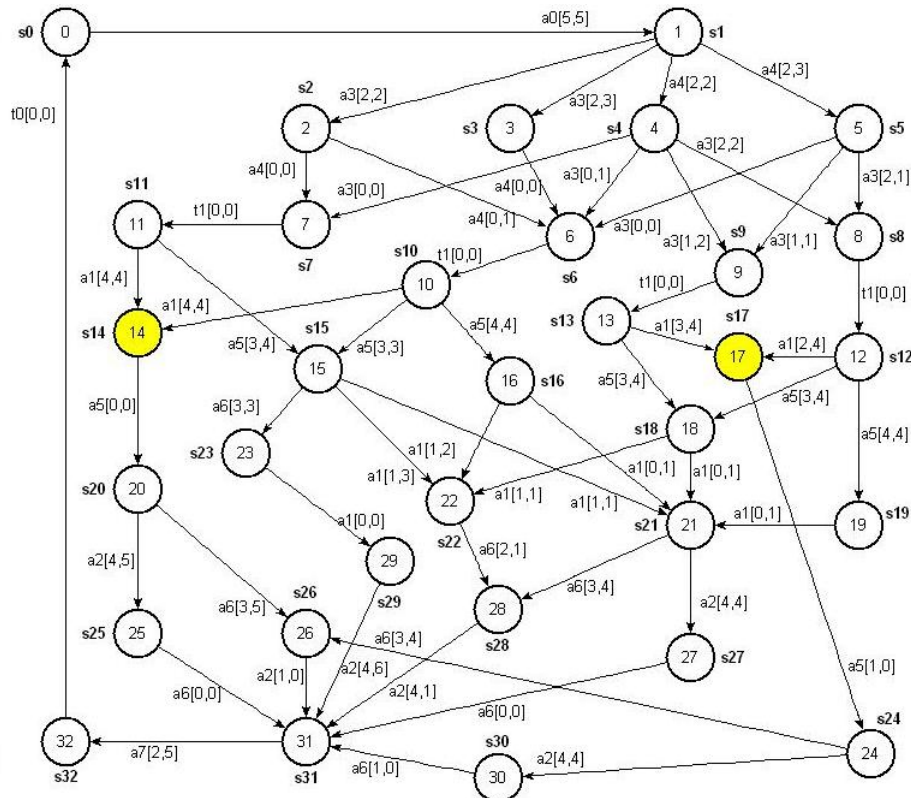 a0[5,5]
s0 0 1 s1
a4[2,2] a4[2,3]
s2 a3[2,2] a3[2,3]
t0[0,0]
2 s3 3 s4 4 5 s5
a4[0,0] a4[0,0] a3[0,1] a3[2,2] a3[2,1]
s11
t1[0,0] a3[0,0] a4[0,1] a3[0,0] s9 a3[1,2] a3[1,1]
11 7 6 8 s8
s7 s10 t1[0,0] s6 9
a1[4,4] 10 t1[0,0] t1[0,0]
a1[4,4] s17
s14 14 s15 a5[3,3] a5[4,4] s13 13 a1[3,4] 17 a1[2,4] 12 s12
a5[3,4] 15 16 s16 a5[3,4] a5[3,4]
a5[0,0] a6[3,3] a5[4,4]
s23 23 a1[1,2] s18 18
a1[1,3] a1[0,1] a1[0,1]
s20 20 22 a1[1,1] a1[1,1]
a1[0,0] s22 s21 21 a1[0,1] 19 s19
a2[4,5] 29 a6[2,1]
s26 s29 a6[3,4] a2[4,4]
a6[3,5] 28
s25 25 26 a6[3,4] s28 a5[1,0]
a2[1,0] a2[4,6] 27 s27
a6[0,0] a2[4,1] a6[0,0]
s24
32 a7[2,5] 31 s30 24
s32 s31 a6[1,0] 30 a2[4,4]